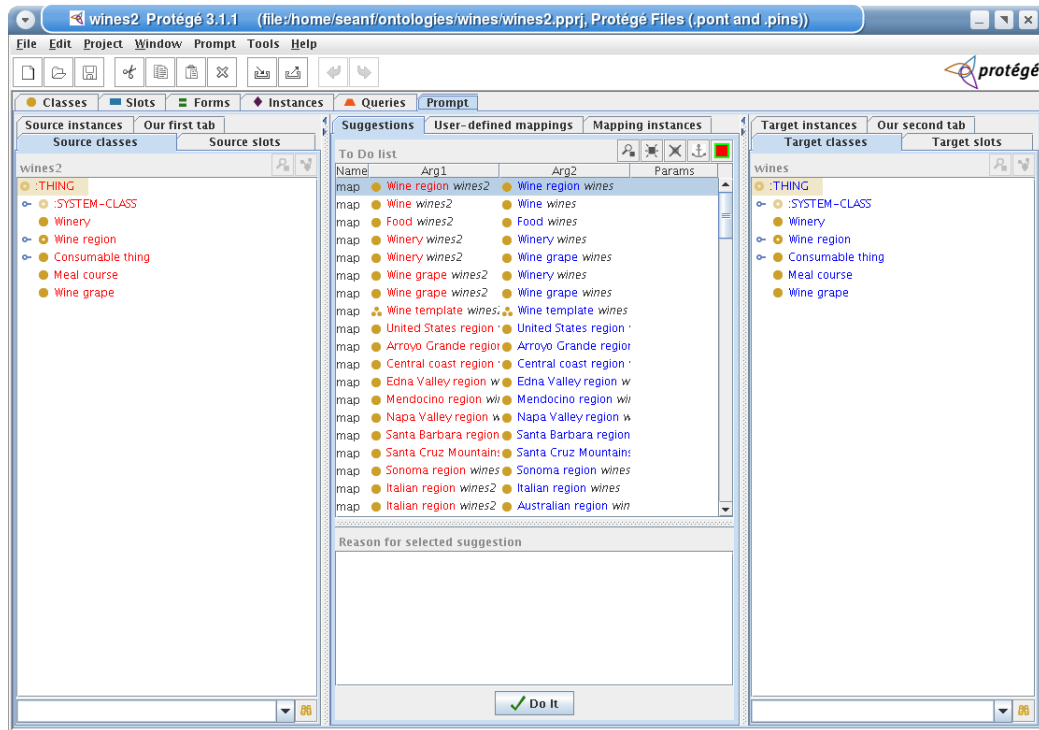 wines2 Protégé 3.1.1 (file:/home/seanf/ontologies/wines/wines2.pprj, Protégé Files (.pont and .pins))
File Edit Project Window Prompt Tools Help
protégé
Classes Slots Forms Instances Queries Prompt
Source instances Our first tab
Source classes Source slots
wines2
:THING
:SYSTEM-CLASS
Winery
Wine region
Consumable thing
Meal course
Wine grape
Suggestions User-defined mappings Mapping instances
To Do list
Name Arg1 Arg2 Params
map Wine region wines2 Wine region wines
map Wine wines2 Wine wines
map Food wines2 Food wines
map Winery wines2 Winery wines
map Winery wines2 Wine grape wines
map Wine grape wines2 Winery wines
map Wine grape wines2 Wine grape wines
map Wine template wines Wine template wines
map United States region United States region
map Arroyo Grande region Arroyo Grande region
map Central coast region Central coast region
map Edna Valley region w Edna Valley region w
map Mendocino region wi Mendocino region wi
map Napa Valley region w Napa Valley region w
map Santa Barbara region Santa Barbara region
map Santa Cruz Mountains Santa Cruz Mountains
map Sonoma region wines Sonoma region wines
map Italian region wines2 Italian region wines
map Italian region wines2 Australian region win
Reason for selected suggestion
Do It
Target instances Our second tab
Target classes Target slots
wines
:THING
:SYSTEM-CLASS
Winery
Wine region
Consumable thing
Meal course
Wine grape